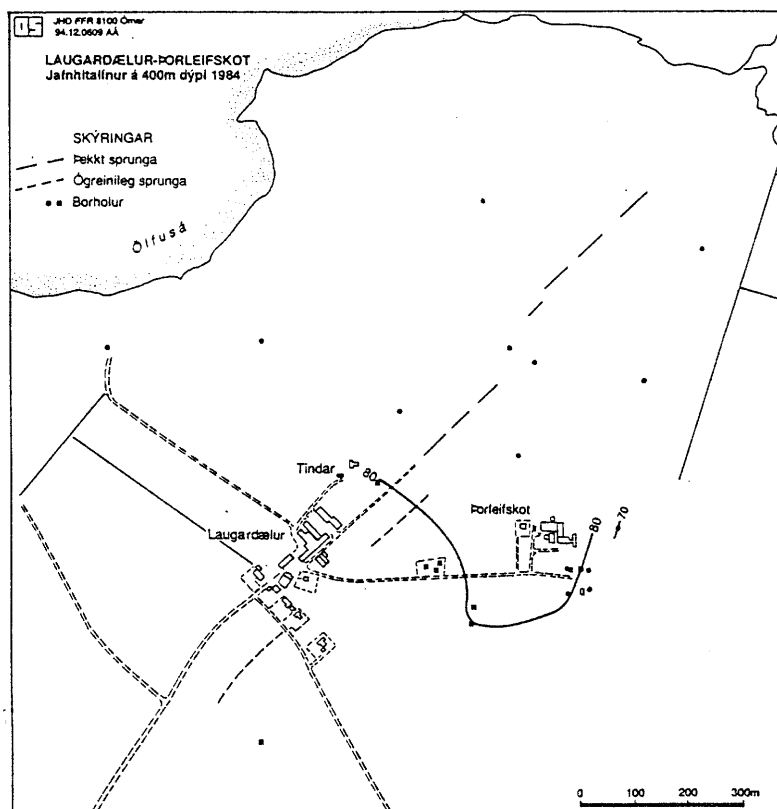 JHD FFR 8100 Ómar
94.12.0609 AÁ
LAUGARDÆLUR-ÞORLEIFSKOT
Jafnhitalínur á 400m dýpi 1984
SKÝRINGAR
Þekkt sprunga
Ógreinileg sprunga
Borholur
Ölfusá
Tindar
80
Þorleifskot
80
70
Laugardælur
0 100 200 300m